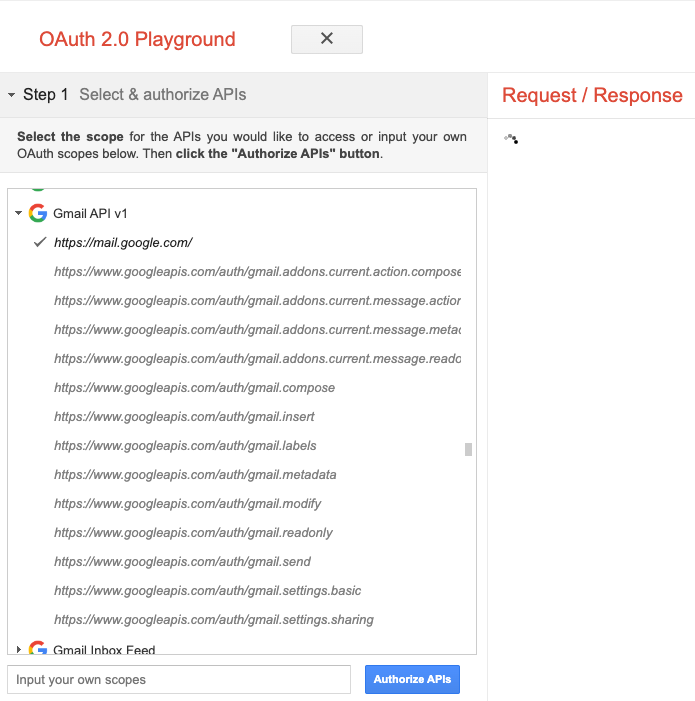 OAuth 2.0 Playground
Step 1 Select & authorize APIs
Request / Response
Select the scope for the APIs you would like to access or input your own
OAuth scopes below. Then click the "Authorize APIs" button.
Gmail API v1
https://mail.google.com/
https://www.googleapis.com/auth/gmail.addons.current.action.compose
https://www.googleapis.com/auth/gmail.addons.current.message.action
https://www.googleapis.com/auth/gmail.addons.current.message.metad
https://www.googleapis.com/auth/gmail.addons.current.message.reado
https://www.googleapis.com/auth/gmail.compose
https://www.googleapis.com/auth/gmail.insert
https://www.googleapis.com/auth/gmail.labels
https://www.googleapis.com/auth/gmail.metadata
https://www.googleapis.com/auth/gmail.modify
https://www.googleapis.com/auth/gmail.readonly
https://www.googleapis.com/auth/gmail.send
https://www.googleapis.com/auth/gmail.settings.basic
https://www.googleapis.com/auth/gmail.settings.sharing
Gmail Inbox Feed
Input your own scopes
Authorize APIs